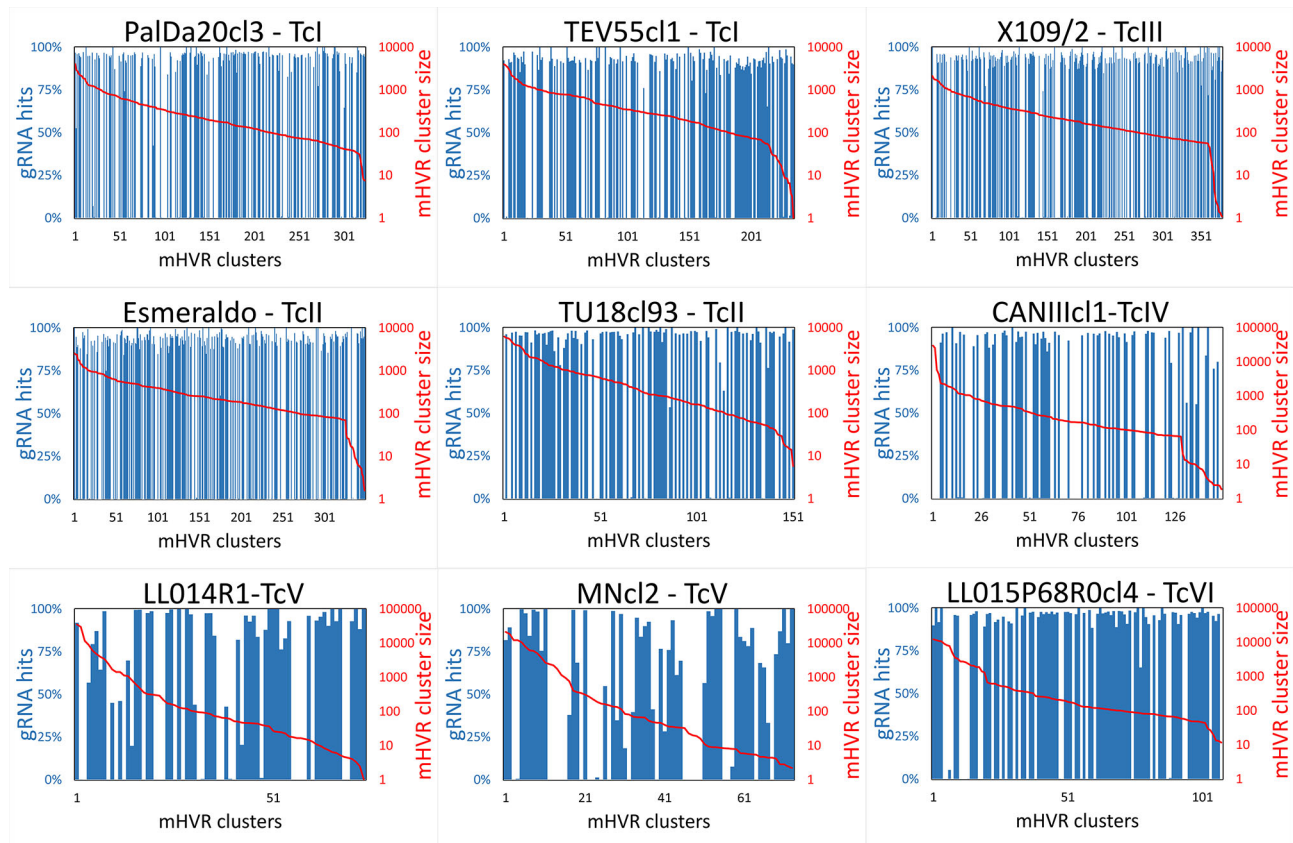 PalDa20cl3 - TcI
100%
75%
50%
25%
0%
gRNA hits
10000
1000
100
10
1
mHVR cluster size
1 51 101 151 201 251 301
mHVR clusters
TEV55cl1 - TcI
100%
75%
50%
25%
0%
gRNA hits
10000
1000
100
10
1
mHVR cluster size
1 51 101 151 201
mHVR clusters
X109/2 - TcIII
100%
75%
50%
25%
0%
gRNA hits
10000
1000
100
10
1
mHVR cluster size
1 51 101 151 201 251 301 351
mHVR clusters
Esmeraldo - TcII
100%
75%
50%
25%
0%
gRNA hits
10000
1000
100
10
1
mHVR cluster size
1 51 101 151 201 251 301
mHVR clusters
TU18cl93 - TcII
100%
75%
50%
25%
0%
gRNA hits
10000
1000
100
10
1
mHVR cluster size
1 51 101 151
mHVR clusters
CANIIIcl1-TcIV
100%
75%
50%
25%
0%
gRNA hits
100000
10000
1000
100
10
1
mHVR cluster size
1 26 51 76 101 126
mHVR clusters
LL014R1-TcV
100%
75%
50%
25%
0%
gRNA hits
100000
10000
1000
100
10
1
mHVR cluster size
1 51
mHVR clusters
MNcl2 - TcV
100%
75%
50%
25%
0%
gRNA hits
100000
10000
1000
100
10
1
mHVR cluster size
1 21 41 61
mHVR clusters
LL015P68R0cl4 - TcVI
100%
75%
50%
25%
0%
gRNA hits
100000
10000
1000
100
10
1
mHVR cluster size
1 51 101
mHVR clusters